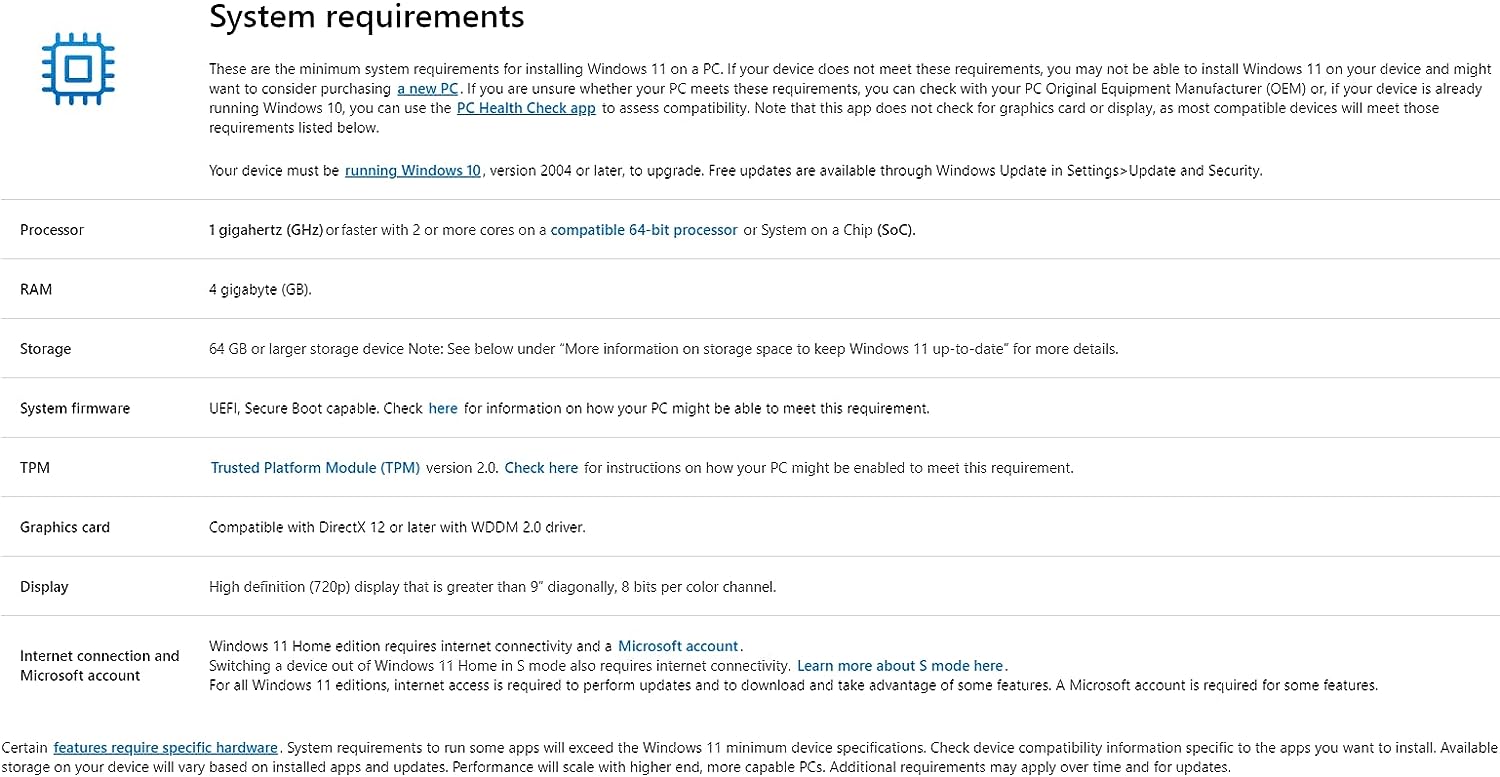 System requirements
These are the minimum system requirements for installing Windows 11 on a PC. If your device does not meet these requirements, you may not be able to install Windows 11 on your device and might
want to consider purchasing a new PC. If you are unsure whether your PC meets these requirements, you can check with your PC Original Equipment Manufacturer (OEM) or, if your device is already
running Windows 10, you can use the PC Health Check app to assess compatibility. Note that this app does not check for graphics card or display, as most compatible devices will meet those
requirements listed below.
Your device must be running Windows 10, version 2004 or later, to upgrade. Free updates are available through Windows Update in Settings>Update and Security.
Processor 1 gigahertz (GHz) or faster with 2 or more cores on a compatible 64-bit processor or System on a Chip (SoC).
RAM 4 gigabyte (GB).
Storage 64 GB or larger storage device Note: See below under “More information on storage space to keep Windows 11 up-to-date” for more details.
System firmware UEFI, Secure Boot capable. Check here for information on how your PC might be able to meet this requirement.
TPM Trusted Platform Module (TPM) version 2.0. Check here for instructions on how your PC might be enabled to meet this requirement.
Graphics card Compatible with DirectX 12 or later with WDDM 2.0 driver.
Display High definition (720p) display that is greater than 9” diagonally, 8 bits per color channel.
Internet connection and
Microsoft account
Windows 11 Home edition requires internet connectivity and a Microsoft account.
Switching a device out of Windows 11 Home in S mode also requires internet connectivity. Learn more about S mode here.
For all Windows 11 editions, internet access is required to perform updates and to download and take advantage of some features. A Microsoft account is required for some features.
Certain features require specific hardware. System requirements to run some apps will exceed the Windows 11 minimum device specifications. Check device compatibility information specific to the apps you want to install. Available
storage on your device will vary based on installed apps and updates. Performance will scale with higher end, more capable PCs. Additional requirements may apply over time and for updates.